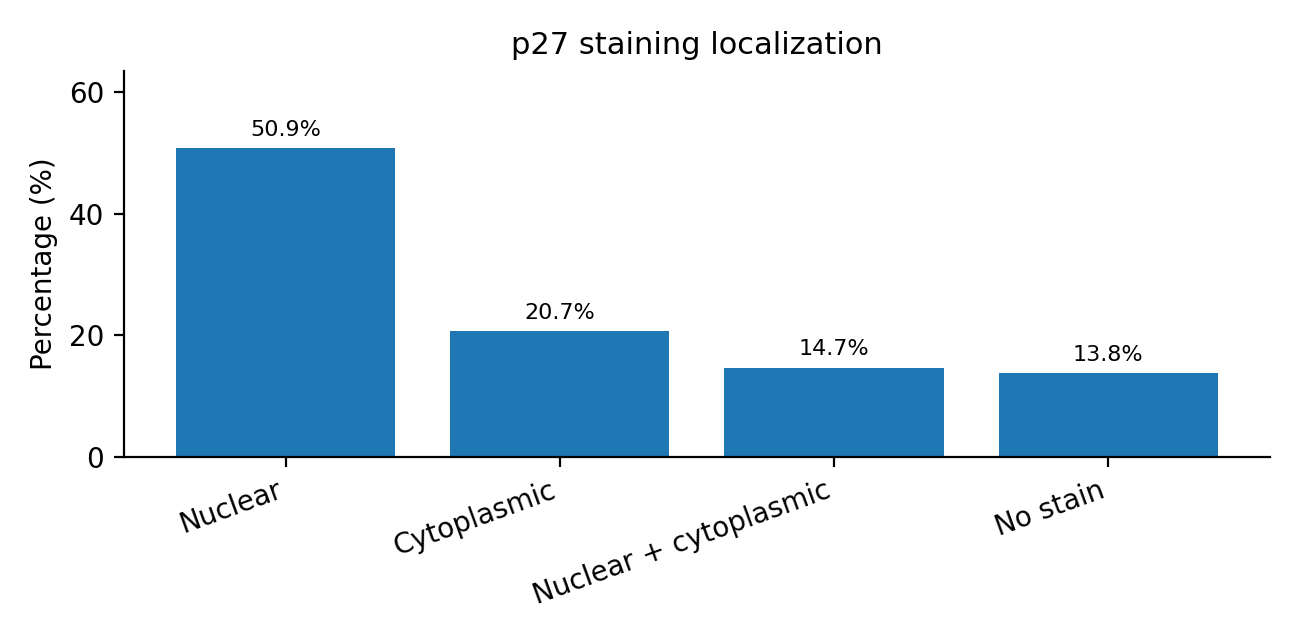 p27 staining localization
Percentage (%)
60
40
20
0
50.9%
20.7%
14.7%
13.8%
Nuclear
Cytoplasmic
Nuclear + cytoplasmic
No stain